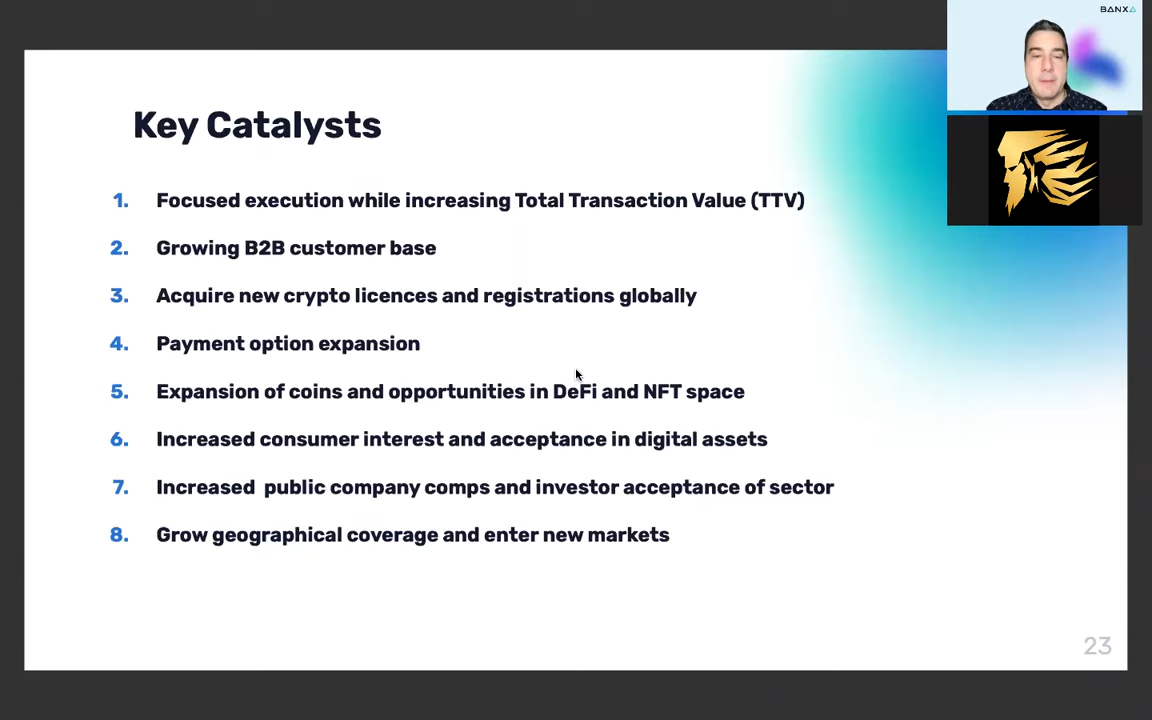 BANXA
Key Catalysts
1. Focused execution while increasing Total Transaction Value (TTV)
2. Growing B2B customer base
3. Acquire new crypto licences and registrations globally
4. Payment option expansion
5. Expansion of coins and opportunities in DeFi and NFT space
6. Increased consumer interest and acceptance in digital assets
7. Increased  public company comps and investor acceptance of sector
8. Grow geographical coverage and enter new markets
23